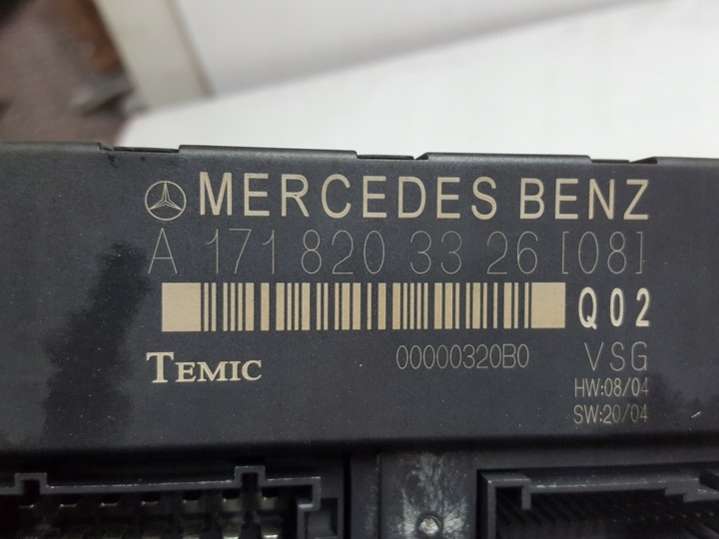 MERCEDES BENZ
A 171 820 33 26 [08]
Q02
TEMIC 00000320B0 VSG
HW:08/04
SW:20/04